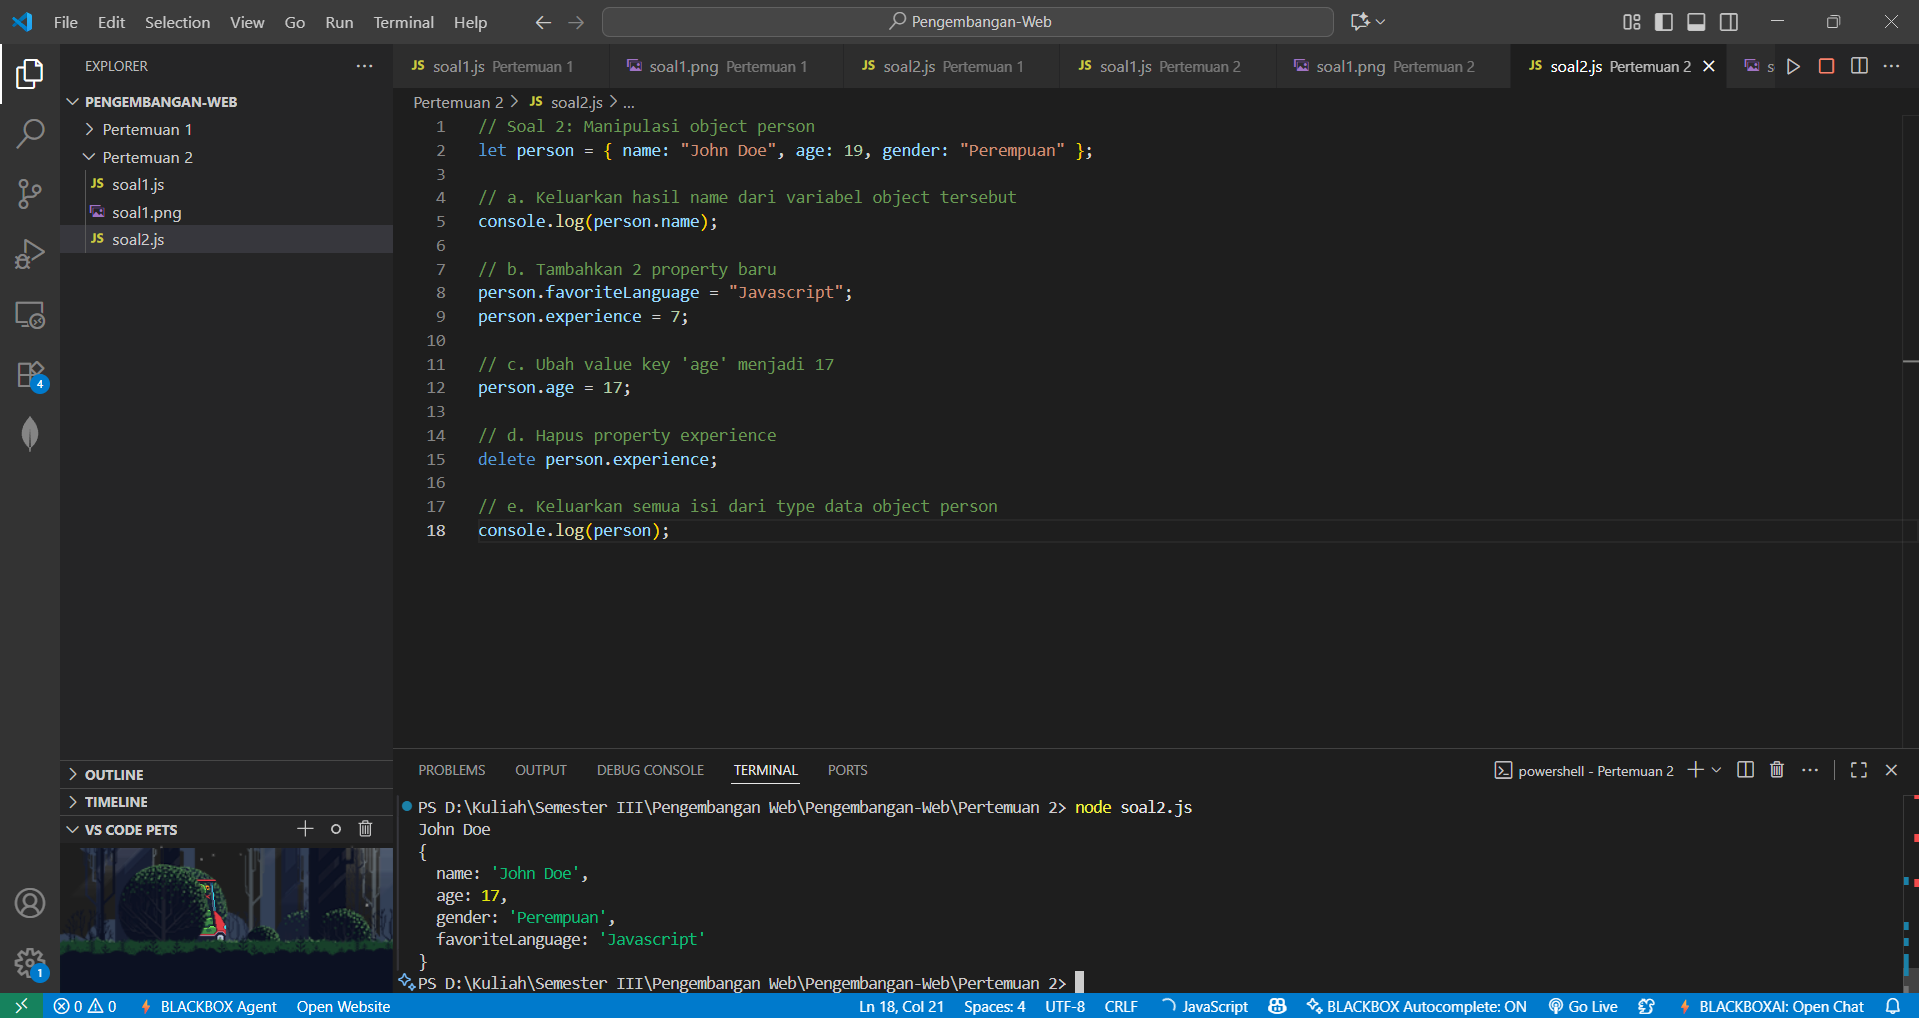 File Edit Selection View Go Run Terminal Help
Pengembangan-Web
EXPLORER
PENGEMBANGAN-WEB
Pertemuan 1
Pertemuan 2
JS soal1.js
soal1.png
JS soal2.js
OUTLINE
TIMELINE
VS CODE PETS
4
1
JS soal1.js Pertemuan 1
soal1.png Pertemuan 1
JS soal2.js Pertemuan 1
JS soal1.js Pertemuan 2
soal1.png Pertemuan 2
JS soal2.js Pertemuan 2
s
Pertemuan 2 > JS soal2.js > ...
1 // Soal 2: Manipulasi object person
2 let person = { name: "John Doe", age: 19, gender: "Perempuan" };
3
4 // a. Keluarkan hasil name dari variabel object tersebut
5 console.log(person.name);
6
7 // b. Tambahkan 2 property baru
8 person.favoriteLanguage = "Javascript";
9 person.experience = 7;
10
11 // c. Ubah value key 'age' menjadi 17
12 person.age = 17;
13
14 // d. Hapus property experience
15 delete person.experience;
16
17 // e. Keluarkan semua isi dari type data object person
18 console.log(person);
PROBLEMS OUTPUT DEBUG CONSOLE TERMINAL PORTS
powershell - Pertemuan 2
PS D:\Kuliah\Semester III\Pengembangan Web\Pengembangan-Web\Pertemuan 2> node soal2.js
John Doe
{
name: 'John Doe',
age: 17,
gender: 'Perempuan',
favoriteLanguage: 'Javascript'
}
PS D:\Kuliah\Semester III\Pengembangan Web\Pengembangan-Web\Pertemuan 2>
0 0 BLACKBOX Agent Open Website
Ln 18, Col 21 Spaces: 4 UTF-8 CRLF JavaScript BLACKBOX Autocomplete: ON Go Live BLACKBOXAI: Open Chat